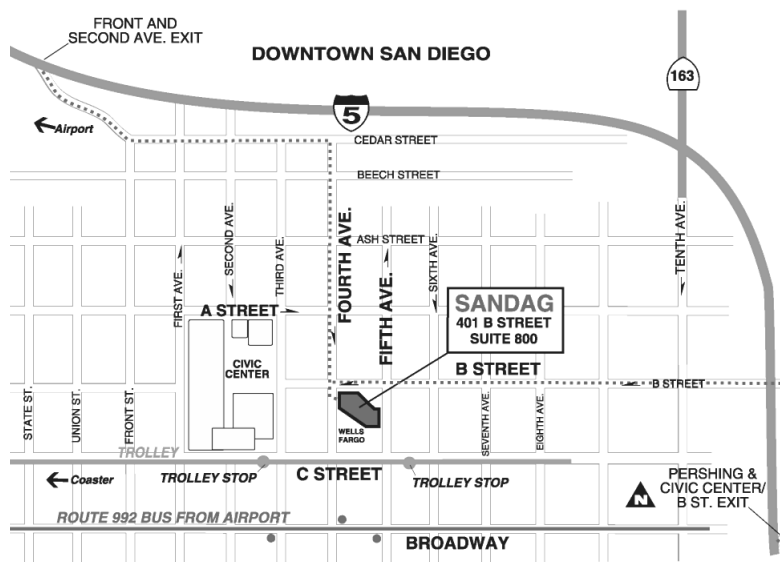 FRONT AND
SECOND AVE. EXIT
DOWNTOWN SAN DIEGO
163
5
Airport
CEDAR STREET
BEECH STREET
ASH STREET
FIRST AVE.
SECOND AVE.
THIRD AVE.
FOURTH AVE.
FIFTH AVE.
SIXTH AVE.
TENTH AVE.
A STREET
SANDAG
401 B STREET
SUITE 800
CIVIC
CENTER
B STREET
B STREET
STATE ST.
UNION ST.
FRONT ST.
WELLS
FARGO
SEVENTH AVE.
EIGHTH AVE.
TROLLEY
TROLLEY STOP
C STREET
TROLLEY STOP
Coaster
N
PERSHING &
CIVIC CENTER/
B ST. EXIT
ROUTE 992 BUS FROM AIRPORT
BROADWAY